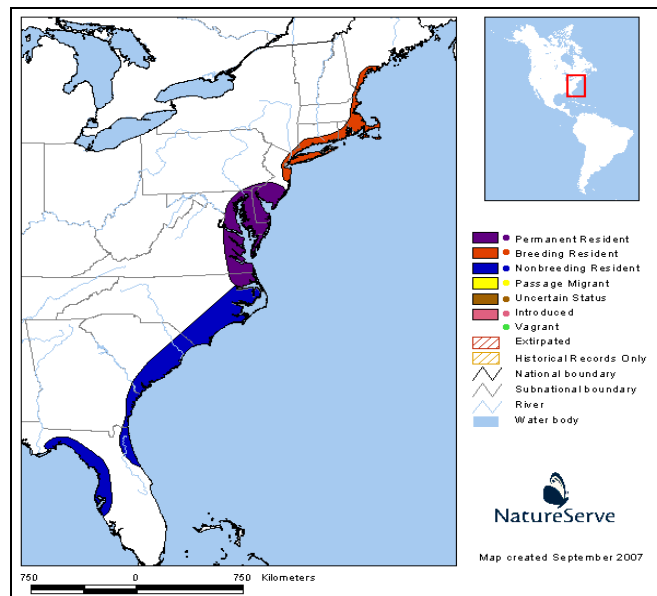 Permanent Resident
Breeding Resident
Nonbreeding Resident
Passage Migrant
Uncertain Status
Introduced
Vagrant
Extirpated
Historical Records Only
National boundary
Subnational boundary
River
Water body
NatureServe
Map created September 2007
750 0 750 Kilometers